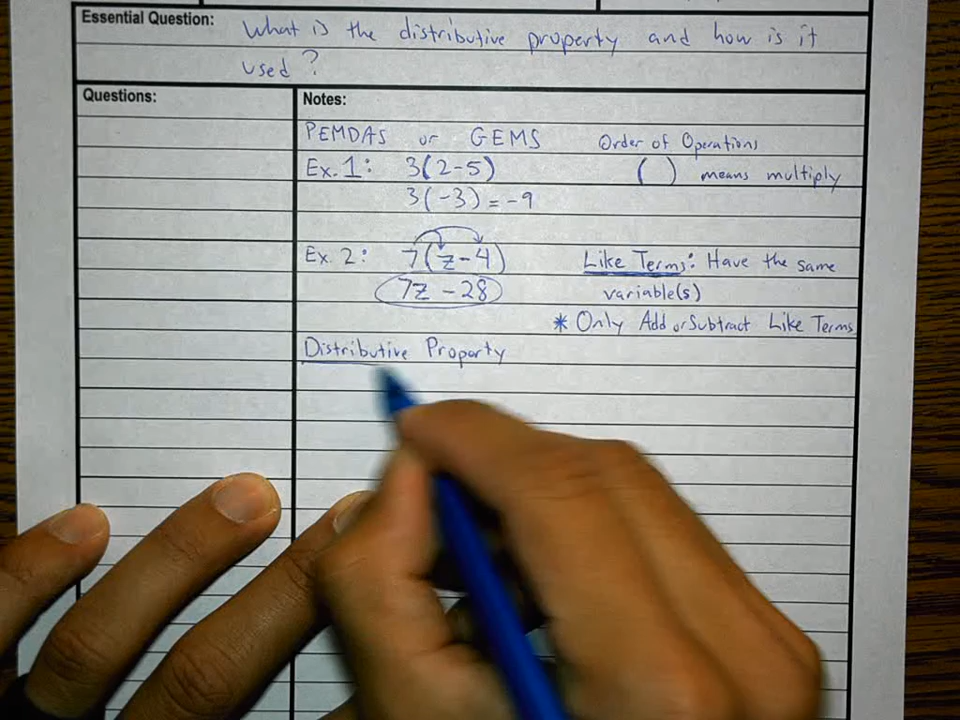 Essential Question: What is the distributive property and how is it
used?
Questions:
Notes:
PEMDAS or GEMS Order of Operations
Ex. 1: 3(2-5) ( ) means multiply
3(-3) = -9
Ex. 2: 7(z-4) Like Terms: Have the same
7z - 28 variable(s)
* Only Add or Subtract Like Terms
Distributive Property